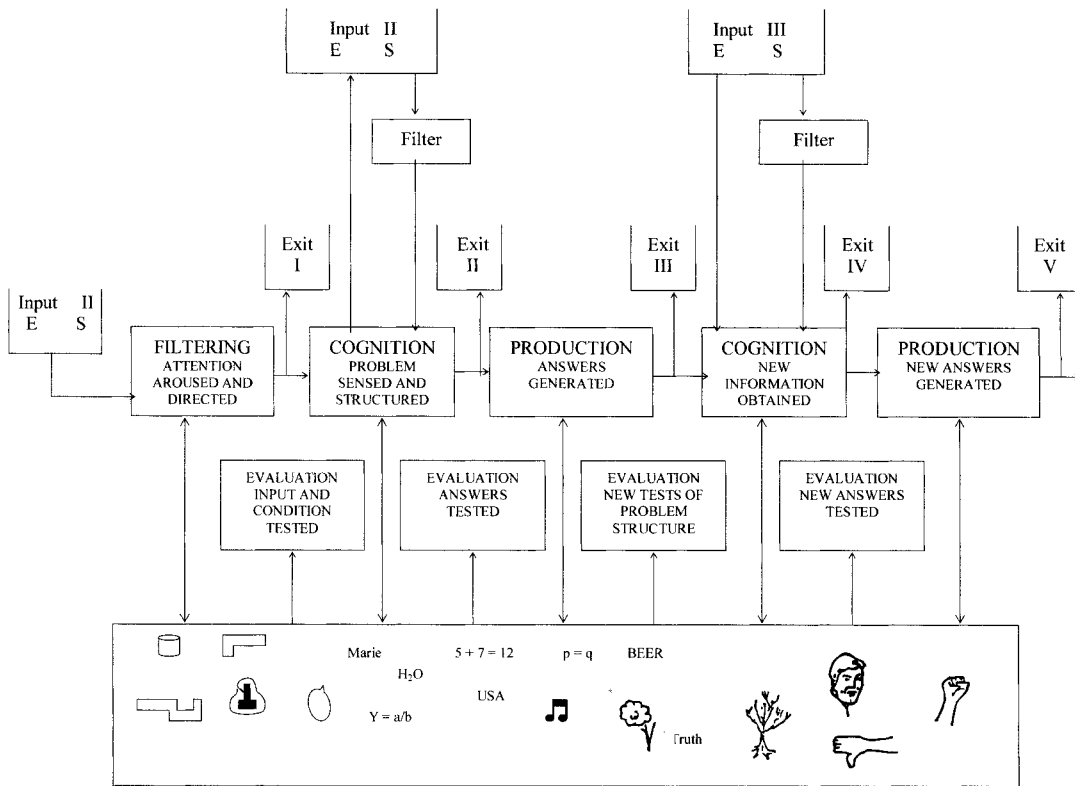 Input II
E S
Input III
E S
Filter
Filter
Exit
I
Exit
II
Exit
III
Exit
IV
Exit
V
Input II
E S
FILTERING
ATTENTION
AROUSED AND
DIRECTED
COGNITION
PROBLEM
SENSED AND
STRUCTURED
PRODUCTION
ANSWERS
GENERATED
COGNITION
NEW
INFORMATION
OBTAINED
PRODUCTION
NEW ANSWERS
GENERATED
EVALUATION
INPUT AND
CONDITION
TESTED
EVALUATION
ANSWERS
TESTED
EVALUATION
NEW TESTS OF
PROBLEM
STRUCTURE
EVALUATION
NEW ANSWERS
TESTED
Marie
5 + 7 = 12
p = q
BEER
H₂O
USA
Y = a/b
Truth